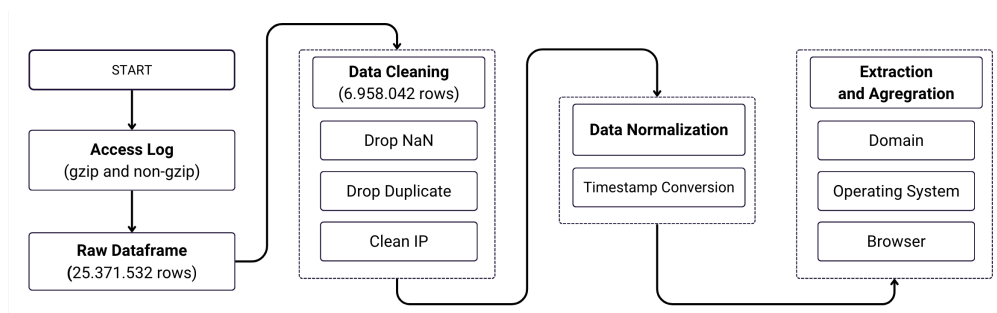 START
Access Log
(gzip and non-gzip)
Raw Dataframe
(25.371.532 rows)
Data Cleaning
(6.958.042 rows)
Drop NaN
Drop Duplicate
Clean IP
Data Normalization
Timestamp Conversion
Extraction
and Agregration
Domain
Operating System
Browser